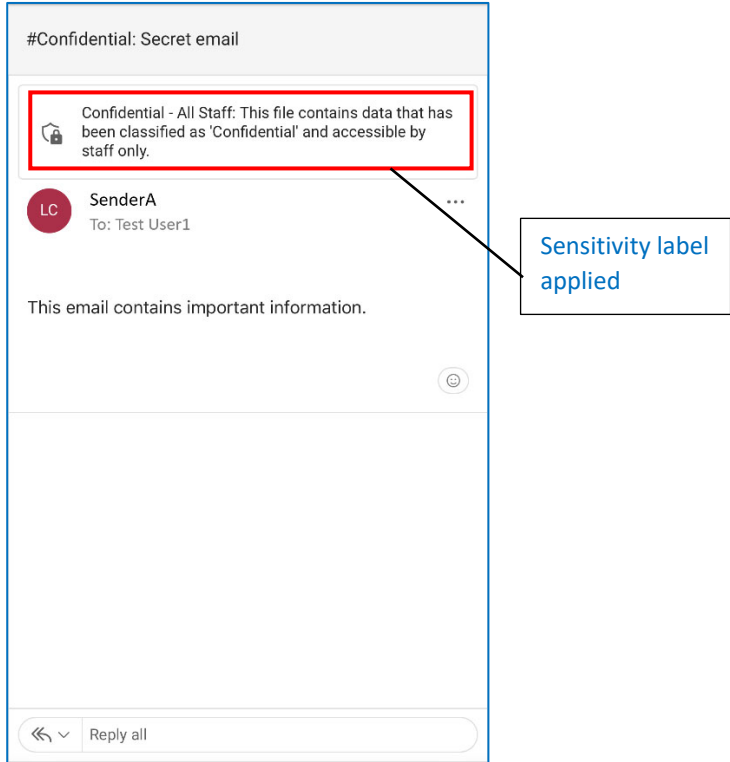 #Confidential: Secret email
Confidential - All Staff: This file contains data that has
been classified as 'Confidential' and accessible by
staff only.
LC
SenderA
To: Test User1
Sensitivity label
applied
This email contains important information.
Reply all